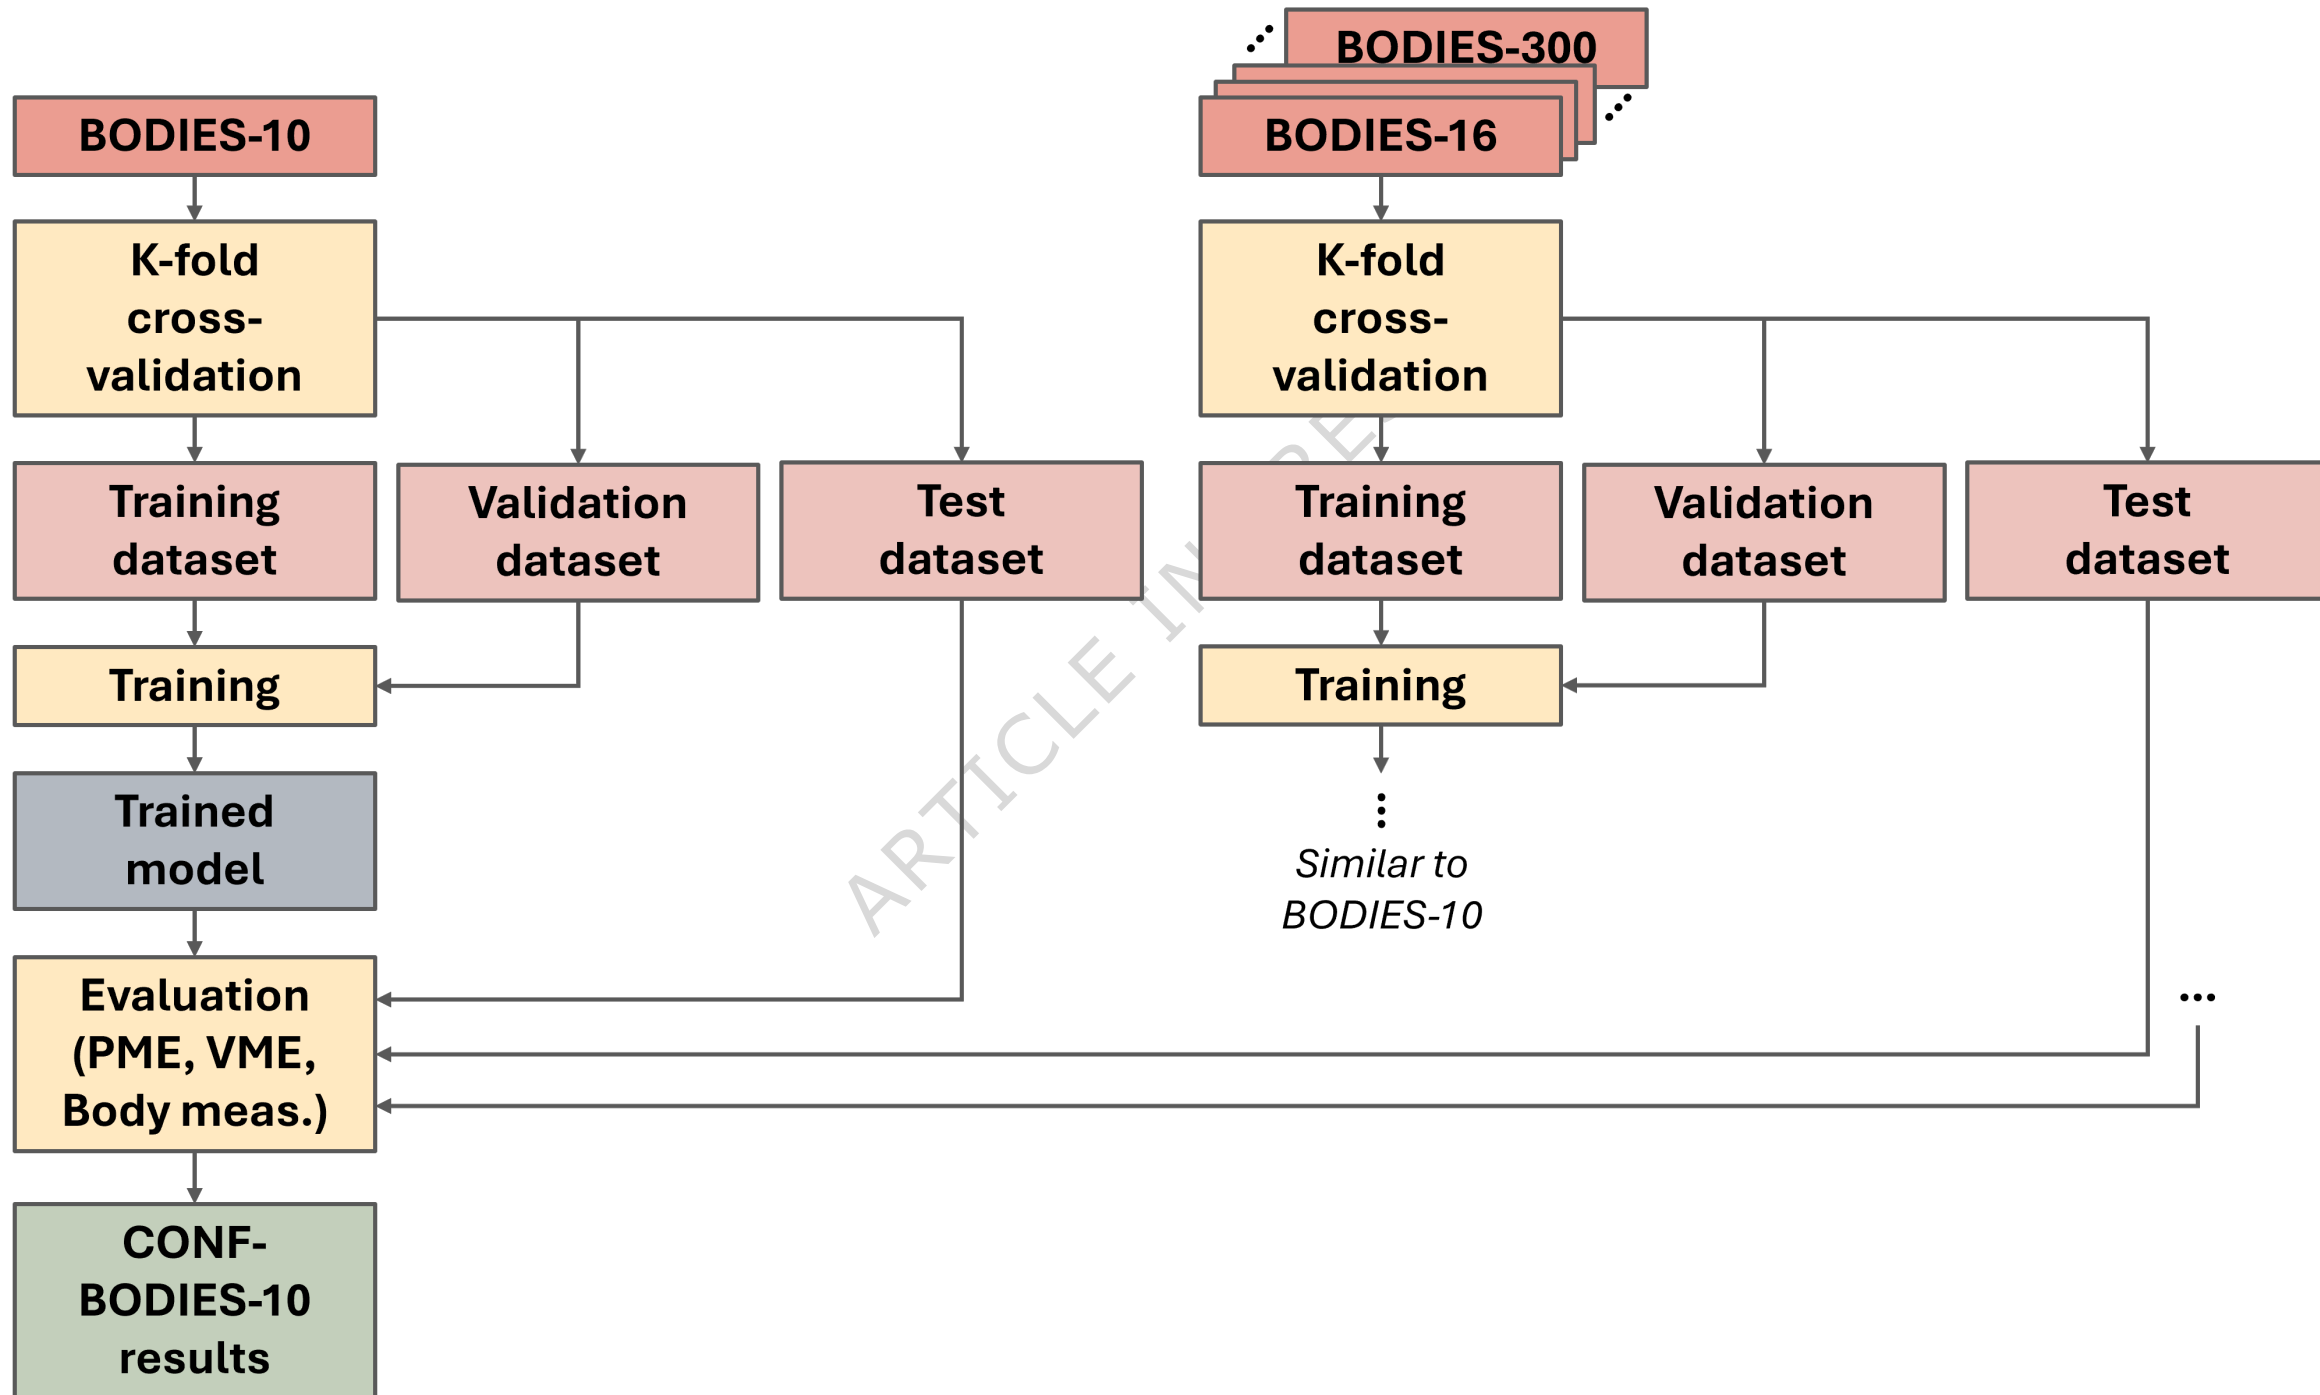 BODIES-10
K-fold
cross-
validation
Training
dataset
Validation
dataset
Test
dataset
Training
Trained
model
Evaluation
(PME, VME,
Body meas.)
CONF-
BODIES-10
results
BODIES-300
BODIES-16
K-fold
cross-
validation
Training
dataset
Validation
dataset
Test
dataset
Training
Similar to
BODIES-10
...
ARTICLE IN